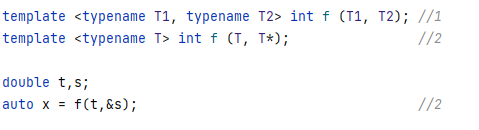 template <typename T1, typename T2> int f (T1, T2); //1
template <typename T> int f (T, T*); //2
double t,s;
auto x = f(t,&s); //2